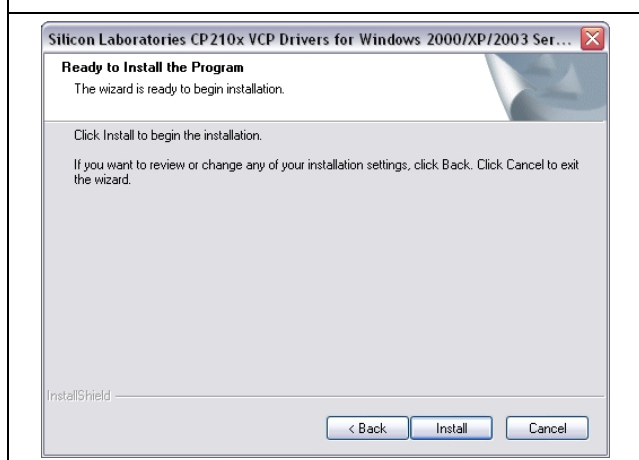 Silicon Laboratories CP210x VCP Drivers for Windows 2000/XP/2003 Ser...
Ready to Install the Program
The wizard is ready to begin installation.
Click Install to begin the installation.
If you want to review or change any of your installation settings, click Back. Click Cancel to exit
the wizard.
InstallShield
< Back Install Cancel